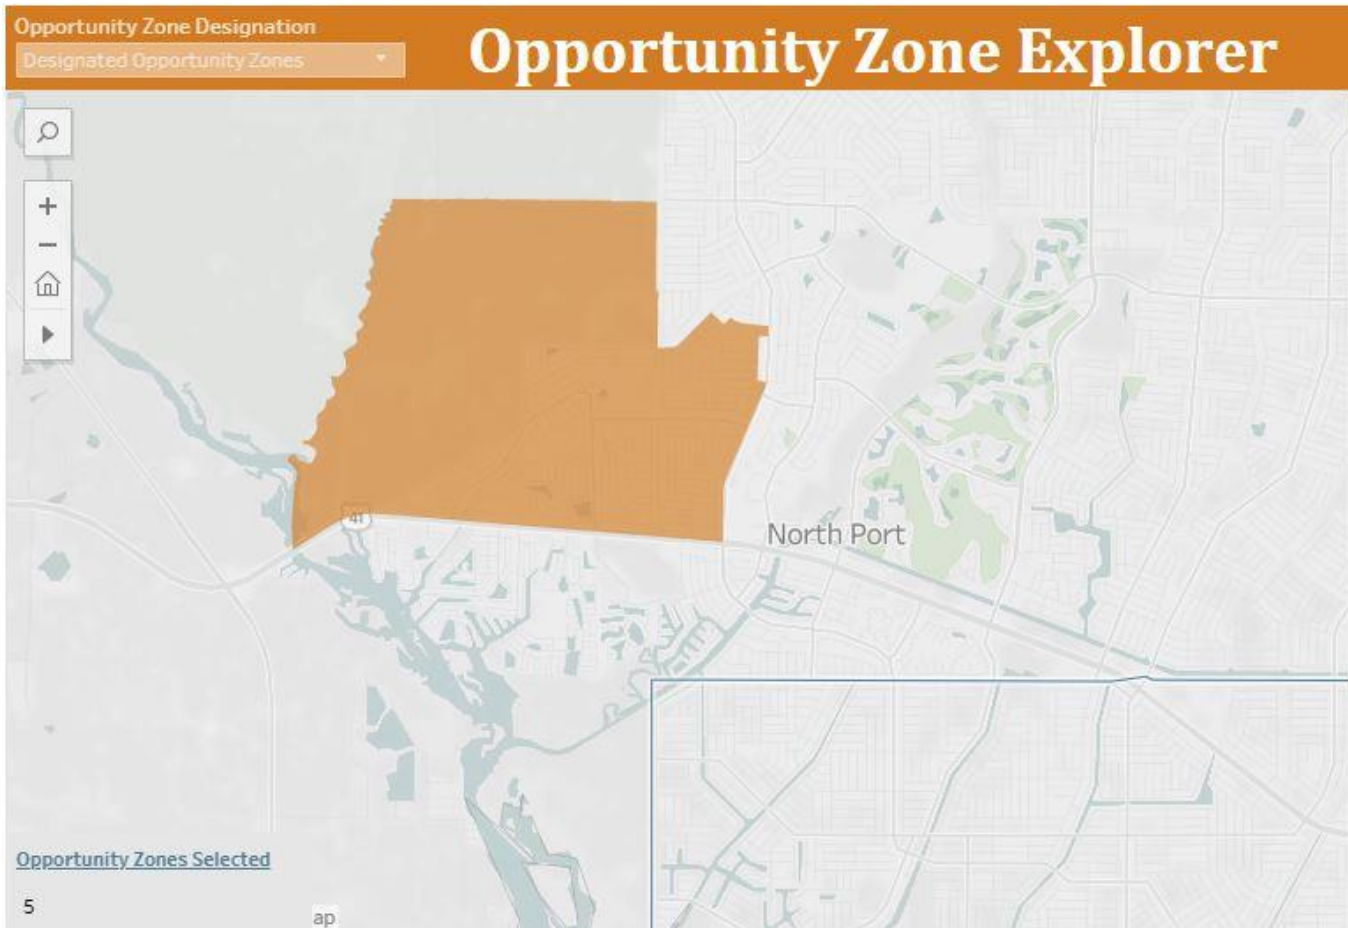 Opportunity Zone Designation
Designated Opportunity Zones
Opportunity Zone Explorer
41
North Port
Opportunity Zones Selected
5
ap